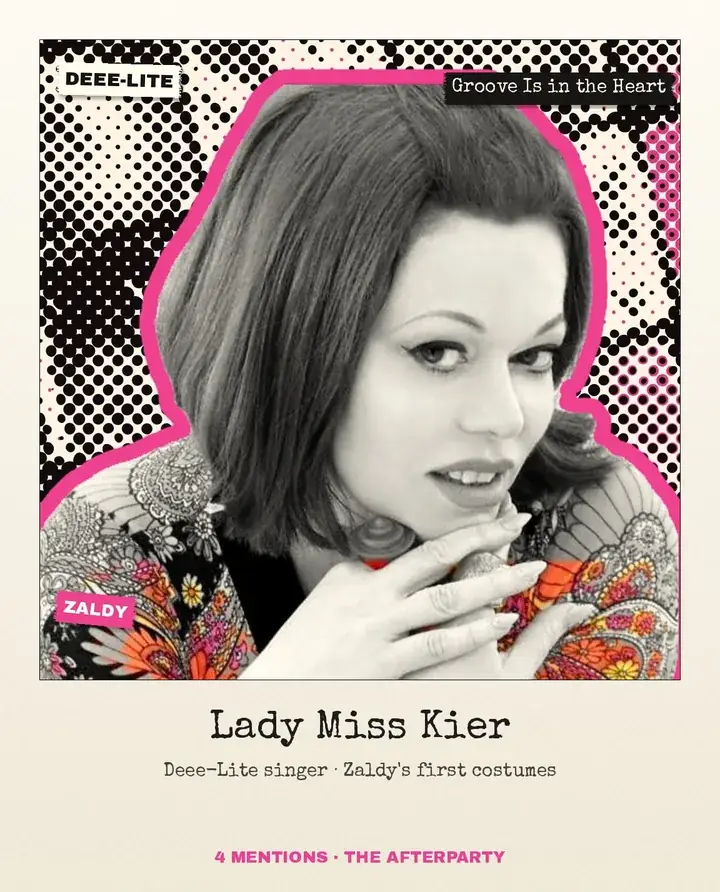 DEEE-LITE
Groove Is in the Heart
ZALDY
Lady Miss Kier
Deee-Lite singer · Zaldy's first costumes
4 MENTIONS · THE AFTERPARTY